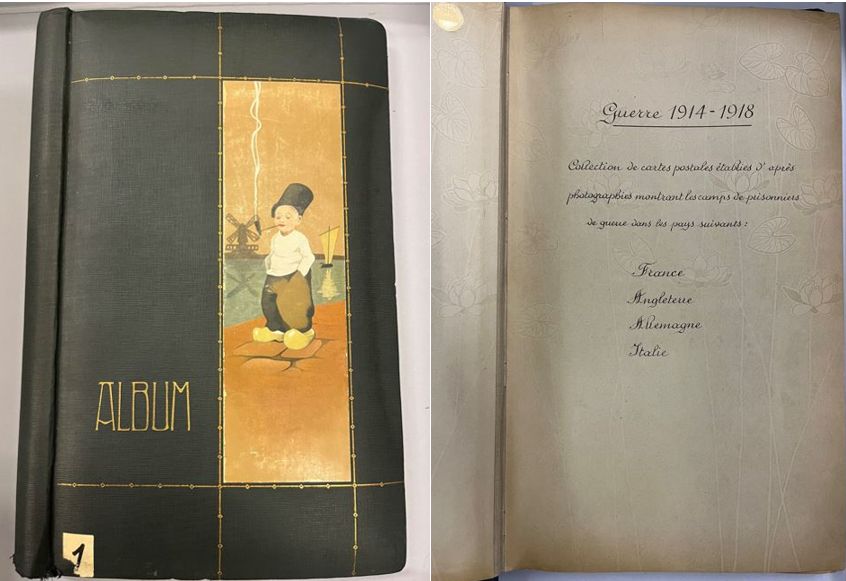 ALBUM
1
Guerre 1914-1918
Collection de cartes postales établies d'après
photographies montrant les camps de prisonniers
de guerre dans les pays suivants :
France
Angleterre
Allemagne
Italie